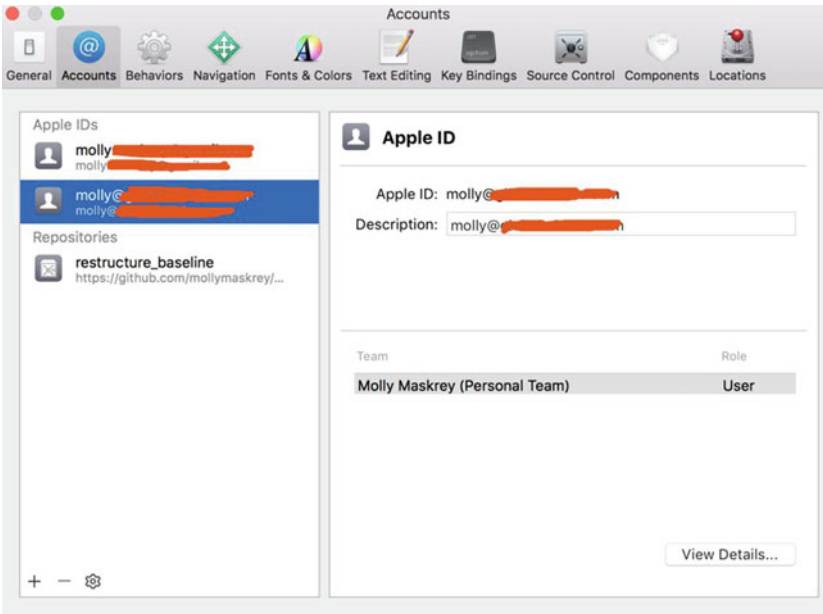 Accounts
General Accounts Behaviors Navigation Fonts & Colors Text Editing Key Bindings Source Control Components Locations
Apple IDs
molly
molly
molly@
molly@
Repositories
restructure_baseline
https://github.com/mollymaskrey/...
Apple ID
Apple ID: molly@
Description: molly@
Team Role
Molly Maskrey (Personal Team) User
View Details...